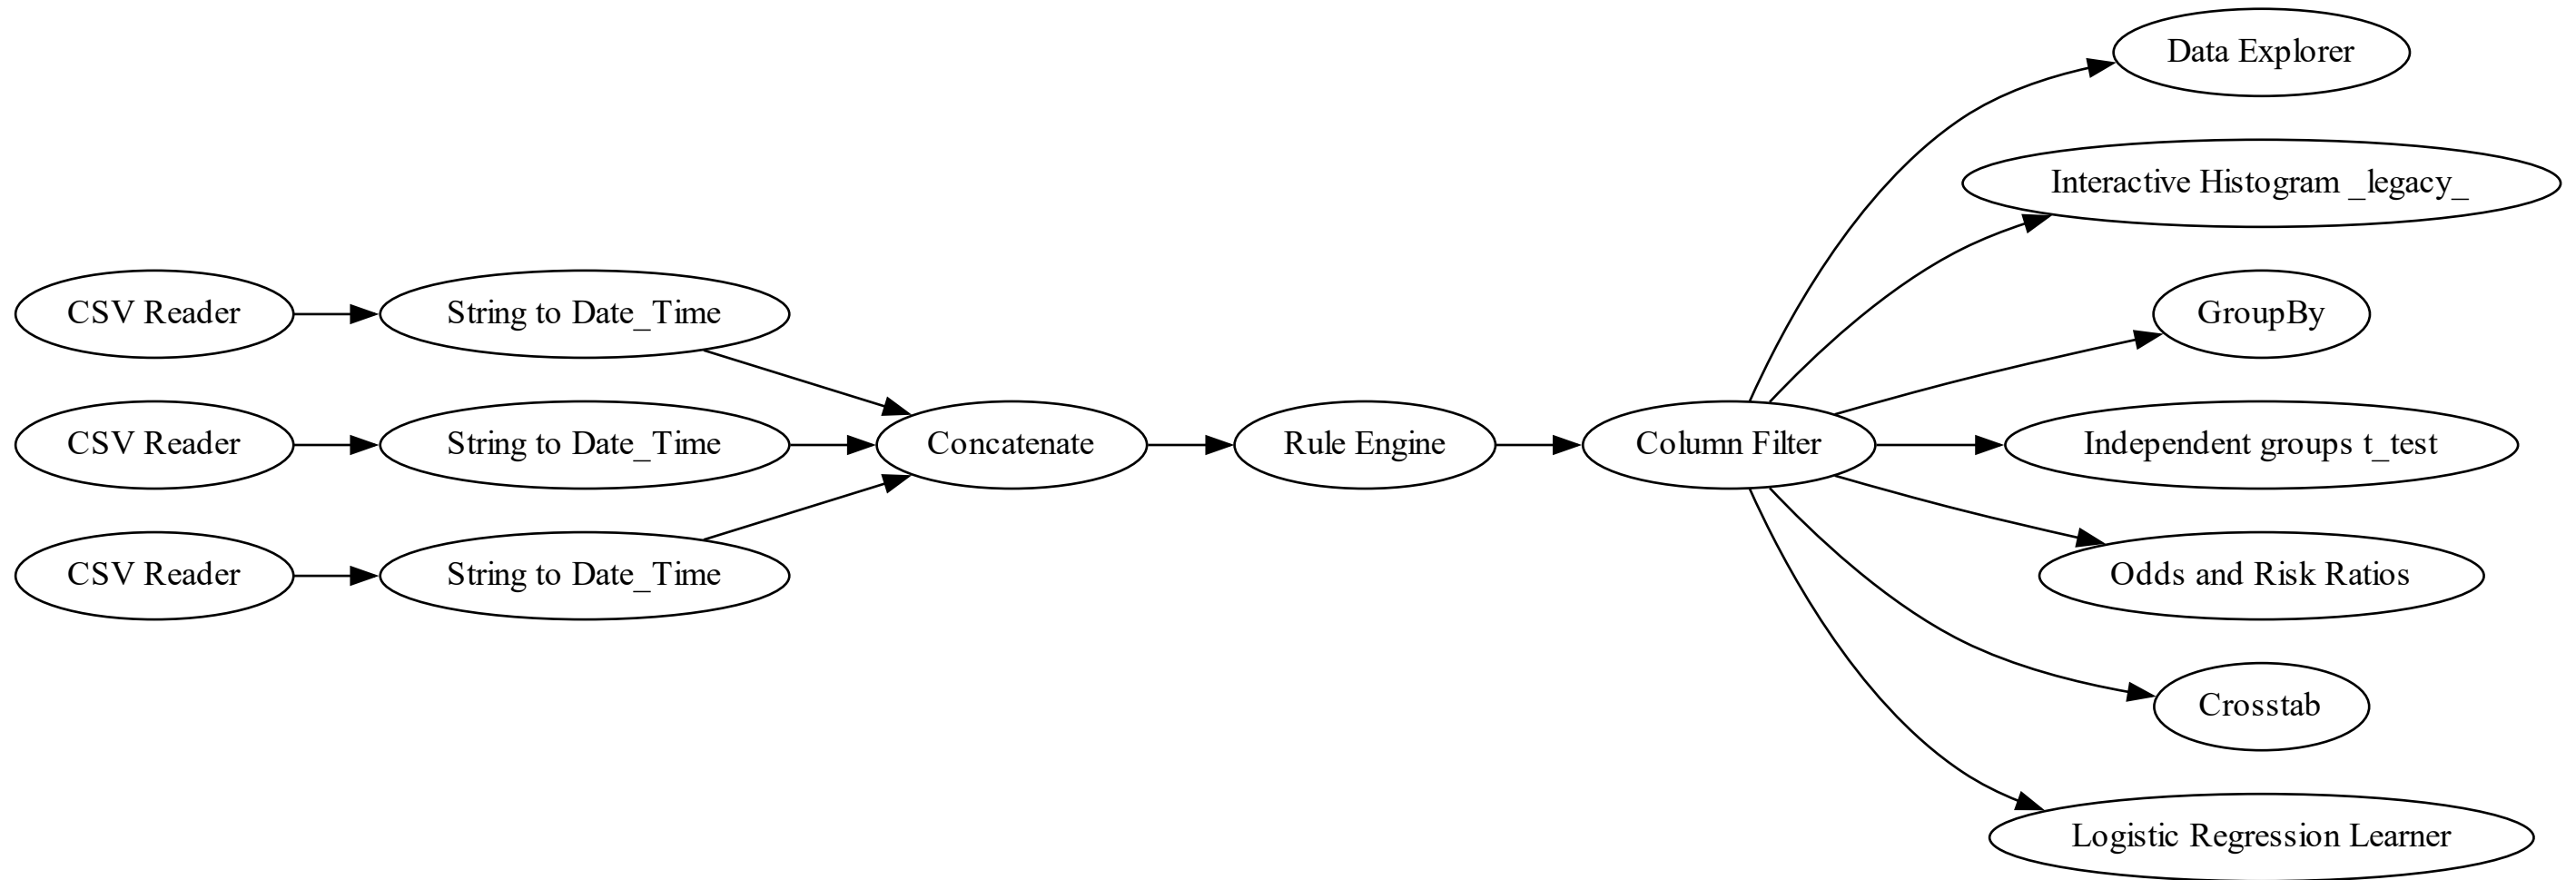 Data Explorer
Interactive Histogram _legacy_
CSV Reader
String to Date_Time
GroupBy
CSV Reader
String to Date_Time
Concatenate
Rule Engine
Column Filter
Independent groups t_test
CSV Reader
String to Date_Time
Odds and Risk Ratios
Crosstab
Logistic Regression Learner